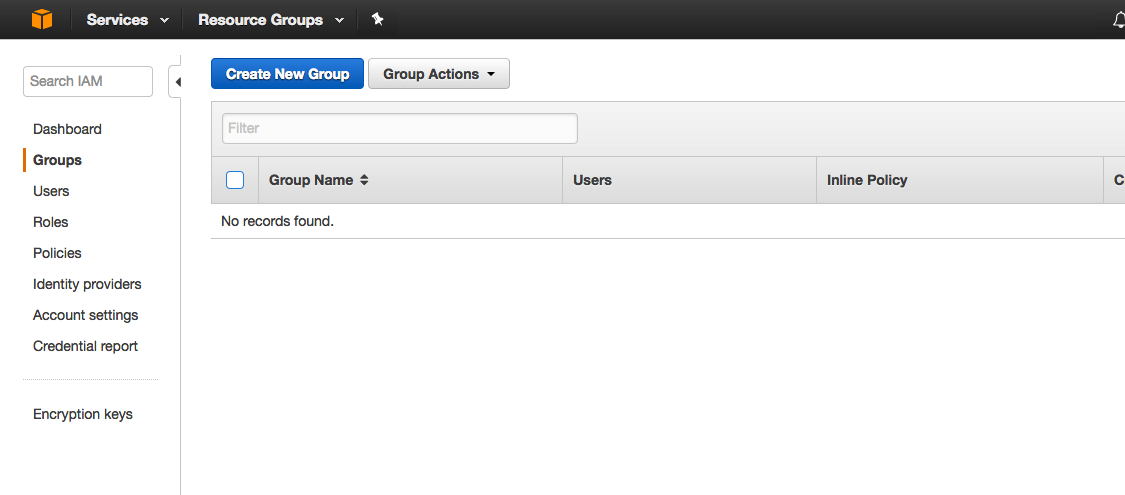 Services Resource Groups
Search IAM
Create New Group Group Actions
Dashboard
Groups
Users
Roles
Policies
Identity providers
Account settings
Credential report
Encryption keys
Filter
Group Name Users Inline Policy C
No records found.